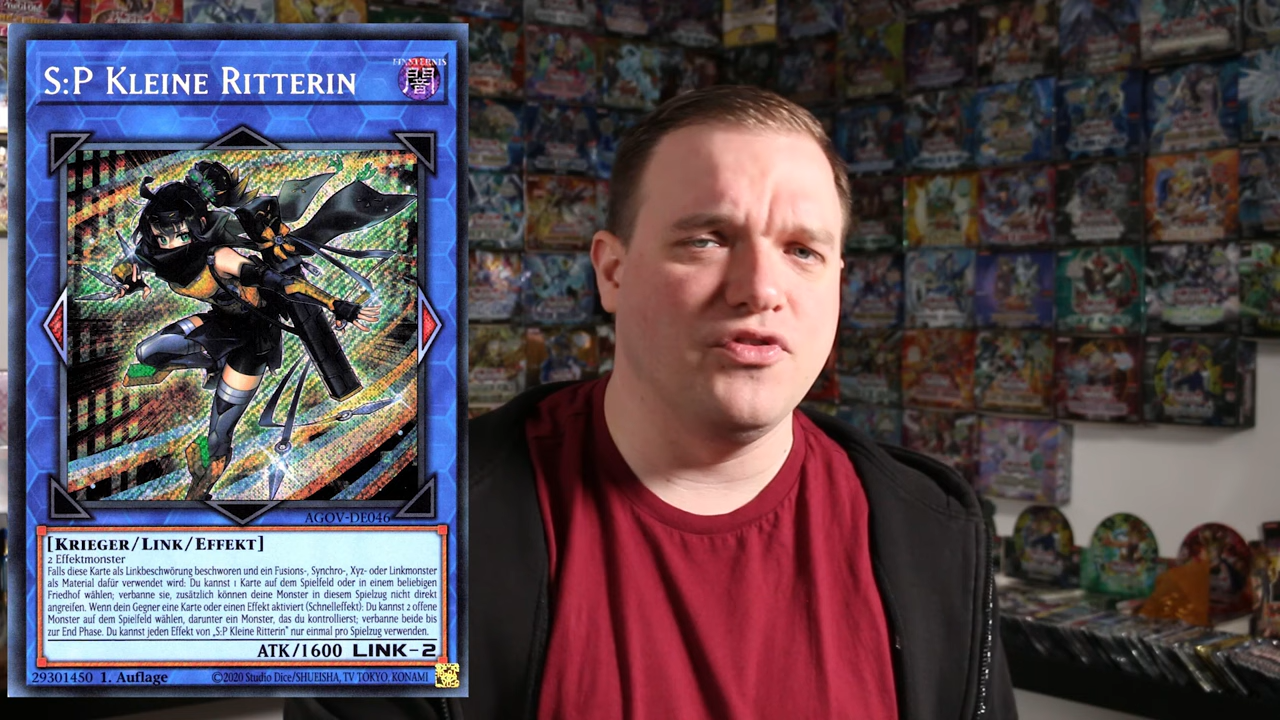 S:P Kleine Ritterin
FINSTERNIS
闇
AGOV-DE046
[Krieger/Link/Effekt]
2 Effektmonster
Falls diese Karte als Linkbeschwörung beschworen und ein Fusions-, Synchro-, Xyz- oder Linkmonster
als Material dafür verwendet wird: Du kannst 1 Karte auf dem Spielfeld oder in einem beliebigen
Friedhof wählen; verbanne sie, zusätzlich können deine Monster in diesem Spielzug nicht direkt
angreifen. Wenn dein Gegner eine Karte oder einen Effekt aktiviert (Schnelleffekt): Du kannst 2 offene
Monster auf dem Spielfeld wählen, darunter ein Monster, das du kontrollierst; verbanne beide bis
zur End Phase. Du kannst jeden Effekt von „S:P Kleine Ritterin" nur einmal pro Spielzug verwenden.
ATK/1600 LINK-2
29301450 1. Auflage ©2020 Studio Dice/SHUEISHA, TV TOKYO, KONAMI